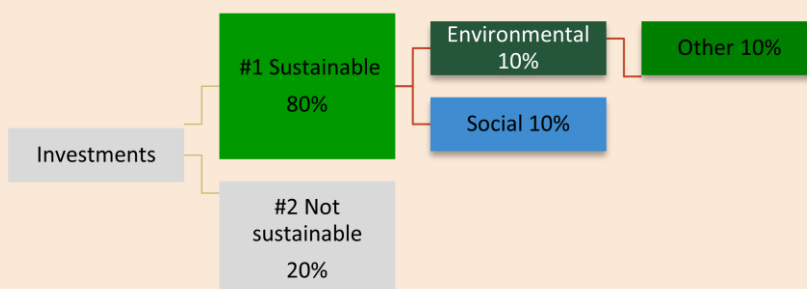 Investments
#1 Sustainable
80%
#2 Not
sustainable
20%
Environmental
10%
Social 10%
Other 10%